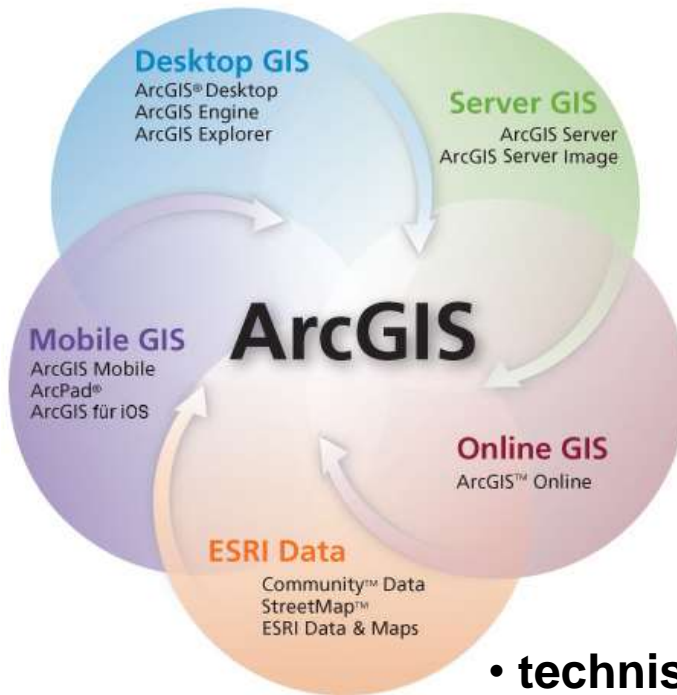 Desktop GIS
ArcGIS® Desktop
ArcGIS Engine
ArcGIS Explorer
Server GIS
ArcGIS Server
ArcGIS Server Image
ArcGIS
Mobile GIS
ArcGIS Mobile
ArcPad®
ArcGIS für iOS
Online GIS
ArcGIS™ Online
ESRI Data
Community™ Data
StreetMap™
ESRI Data & Maps
• technis